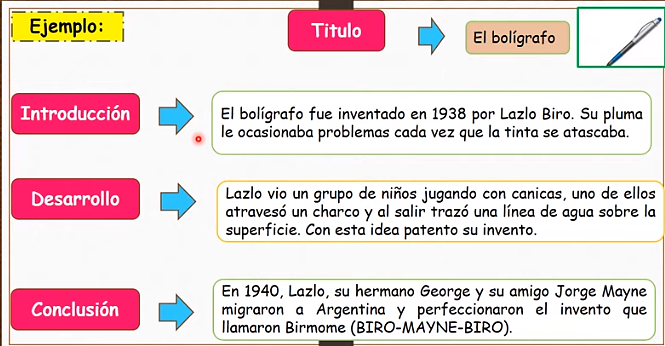 Ejemplo:
Titulo
El bolígrafo
Introducción
El bolígrafo fue inventado en 1938 por Lazlo Biro. Su pluma
le ocasionaba problemas cada vez que la tinta se atascaba.
Desarrollo
Lazlo vio un grupo de niños jugando con canicas, uno de ellos
atravesó un charco y al salir trazó una línea de agua sobre la
superficie. Con esta idea patento su invento.
Conclusión
En 1940, Lazlo, su hermano George y su amigo Jorge Mayne
migraron a Argentina y perfeccionaron el invento que
llamaron Birmome (BIRO-MAYNE-BIRO).